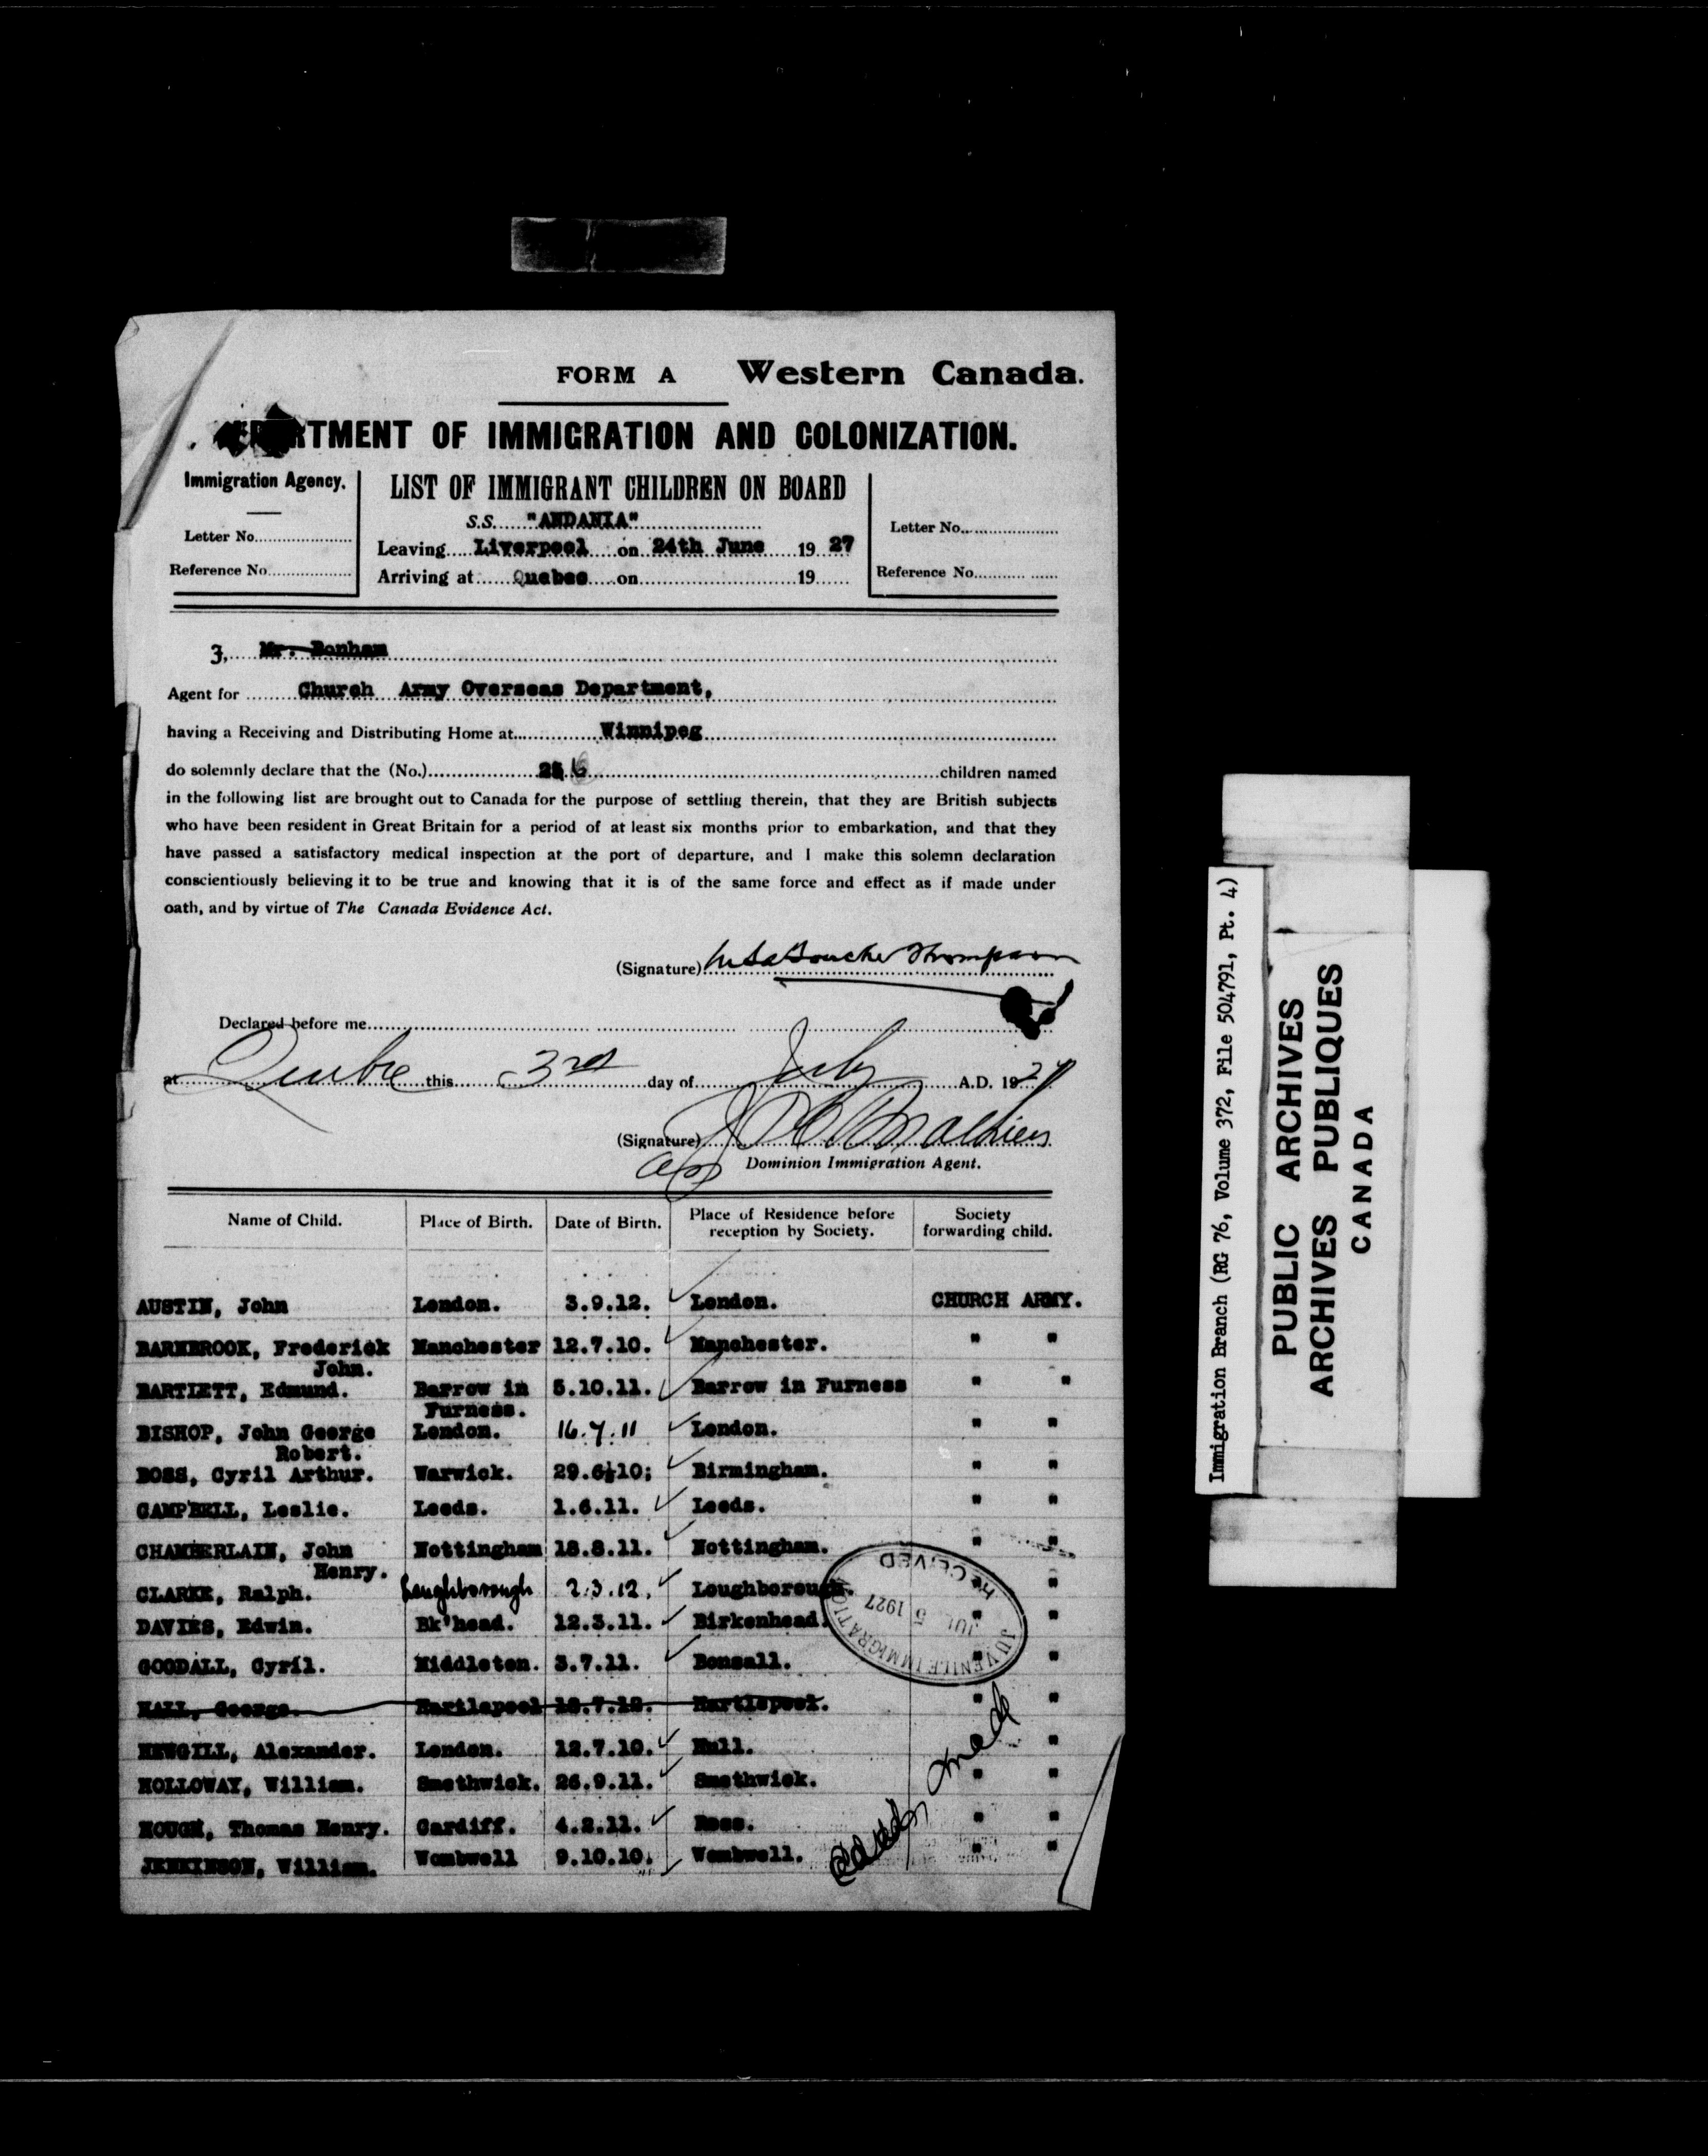 FORM A Western Canada.
RTMENT OF IMMIGRATION AND COLONIZATION.
Immigration Agency.
Letter No
Reference No
LIST OF IMMIGRANT CHILDREN ON BOARD
S.S. "ANDANIA"
Leaving Liverpool on 24th June 1927
Arriving at Quebec on 19
Letter No.
Reference No.
I, Mr. Bonham
Agent for Church Army Overseas Department,
having a Receiving and Distributing Home at Winnipeg
do solemnly declare that the (No.) children named
in the following list are brought out to Canada for the purpose of settling therein, that they are British subjects
who have been resident in Great Britain for a period of at least six months prior to embarkation, and that they
have passed a satisfactory medical inspection at the port of departure, and I make this solemn declaration
conscientiously believing it to be true and knowing that it is of the same force and effect as if made under
oath, and by virtue of The Canada Evidence Act.
(Signature) Thompson
Declared before me
at Quebec this 3rd day of July A.D. 1927
(Signature)
Dominion Immigration Agent.
Name of Child. Place of Birth. Date of Birth. Place of Residence before reception by Society. Society forwarding child.
AUSTIN, John London. 3.9.12. London. CHURCH ARMY.
BARNBROOK, Frederick Manchester 12.7.10. Manchester. " "
John.
BARTLETT, Edmund. Barrow in 5.10.11. Barrow in Furness " "
Furness.
BISHOP, John George London. 16.7.11 London. " "
Robert.
BOSS, Cyril Arthur. Warwick. 29.6.10; Birmingham. " "
CAMPBELL, Leslie. Leeds. 1.6.11. Leeds. " "
CHAMBERLAIN, John Nottingham 18.8.11. Nottingham. " "
Henry.
CLARKE, Ralph. Loughborough 2.3.12. Loughborough. "
DAVIES, Edwin. Bk'head. 12.3.11. Birkenhead. " "
GOODALL, Cyril. Middleton. 3.7.11. Bonsall. " "
HALL, George. Hartlepool Hartlepool. " "
HEWGILL, Alexander. London. 12.7.10. Hull. "
HOLLOWAY, William. Smethwick. 26.9.11. Smethwick. " "
HOUGH, Thomas Henry. Cardiff. 4.2.11. Ross. " "
JENKINSON, William. Wombwell 9.10.10. Wombwell. " "
RECEIVED
JUL 5 1927
JUVENILE IMMIGRATION
Cards made
Immigration Branch (RG 76, Volume 372, File 504791, Pt. 4)
PUBLIC ARCHIVES
ARCHIVES PUBLIQUES
CANADA